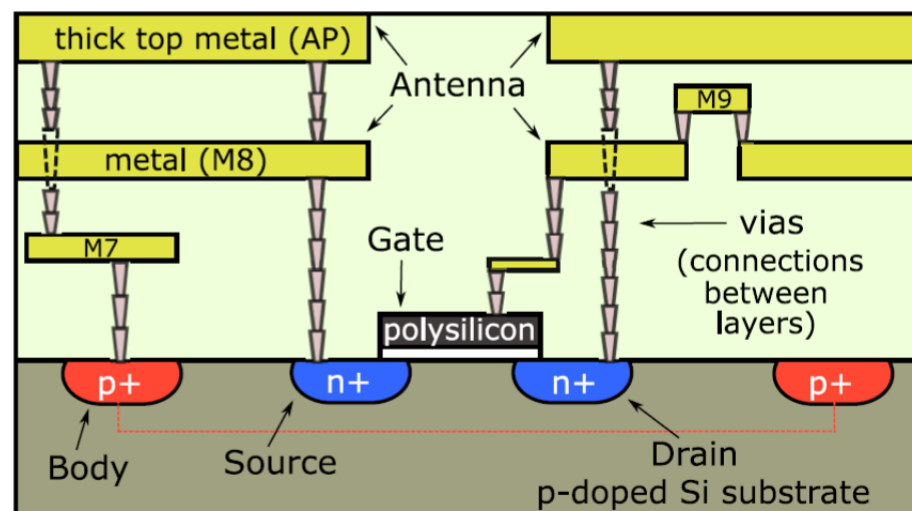 thick top metal (AP)
Antenna
M9
metal (M8)
M7
Gate
vias
(connections
between
layers)
polysilicon
p+
n+
n+
p+
Body
Source
Drain
p-doped Si substrate